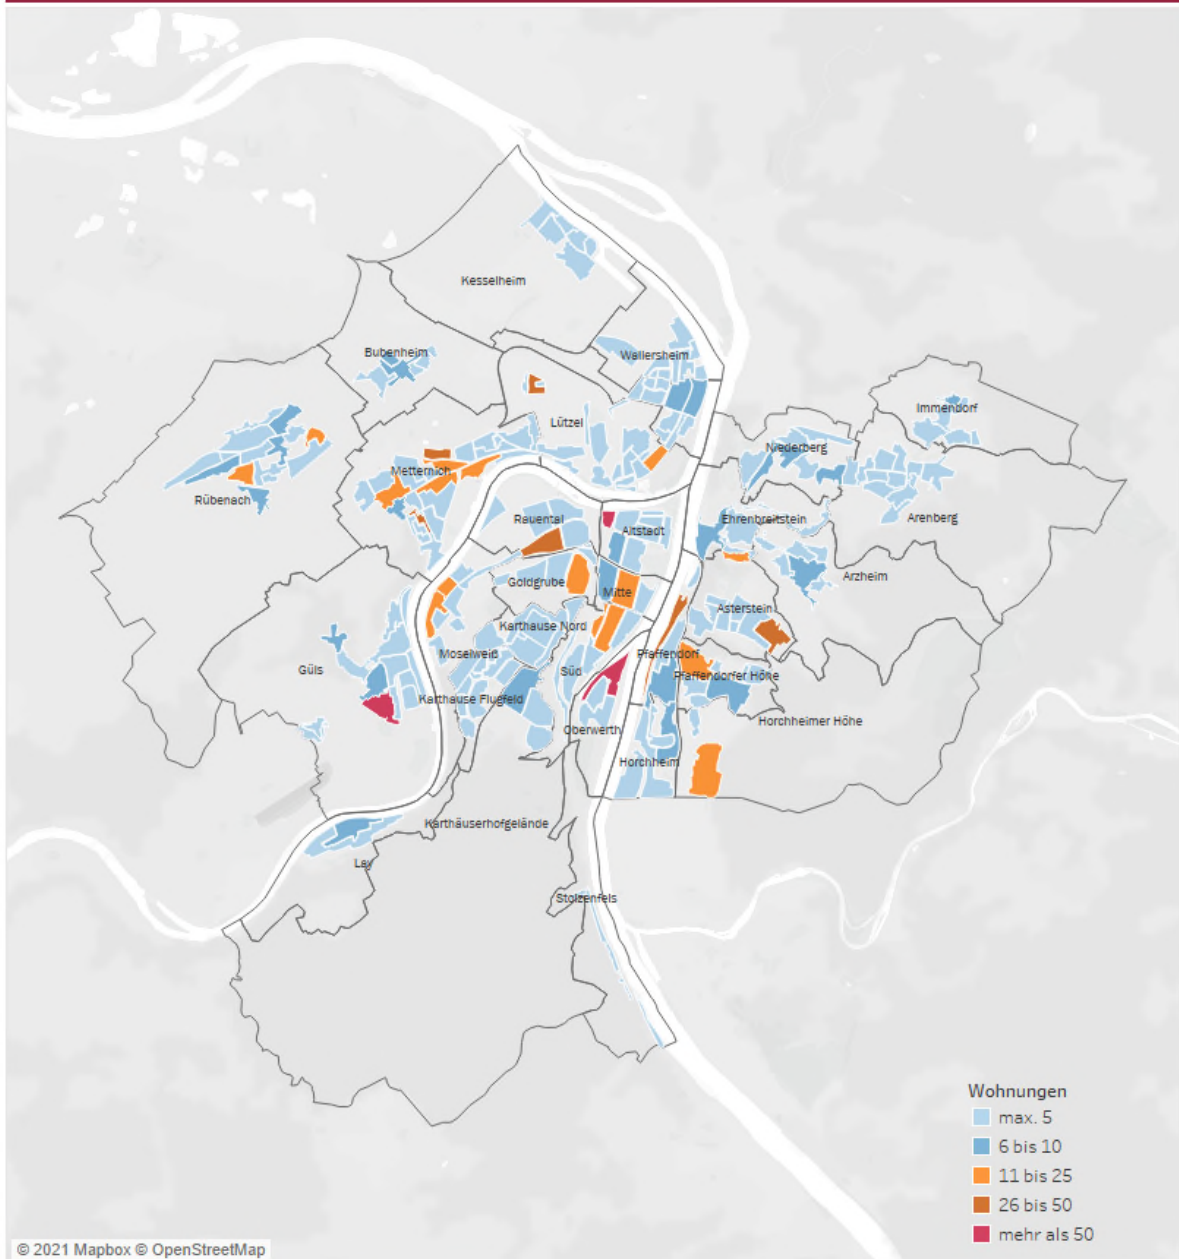 Kesselheim
Bubenheim
Wallersheim
Immendorf
Lützel
Niederberg
Metternich
Rübenach
Rauental
Altstadt
Ehrenbreitstein
Arenberg
Goldgrube
Mitte
Arzheim
Asterstein
Karthause Nord
Moselweiß
Pfaffendorf
Güls
Süd
Pfaffendorfer Höhe
Karthause Flugfeld
Horchheimer Höhe
Oberwerth
Horchheim
Karthäuserhofgelände
Lay
Stolzenfels
Wohnungen
max. 5
6 bis 10
11 bis 25
26 bis 50
mehr als 50
© 2021 Mapbox © OpenStreetMap